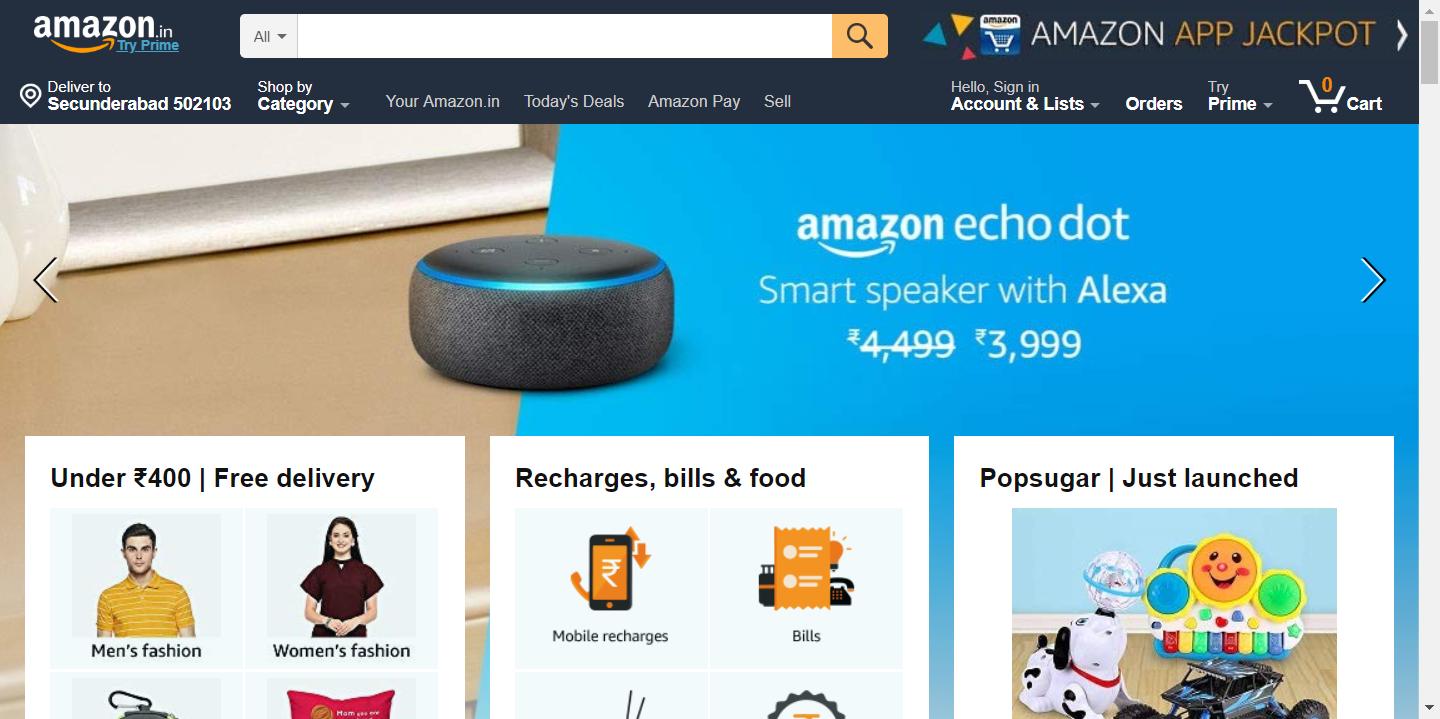 amazon.in
Try Prime
All
amazon
AMAZON APP JACKPOT
Deliver to
Secunderabad 502103
Shop by
Category
Your Amazon.in
Today's Deals
Amazon Pay
Sell
Hello, Sign in
Account & Lists
Orders
Try
Prime
0
Cart
amazon echo dot
Smart speaker with Alexa
₹4,499 ₹3,999
Under ₹400 | Free delivery
Men's fashion
Women's fashion
Mom you are
Recharges, bills & food
₹
Mobile recharges
Bills
Popsugar | Just launched